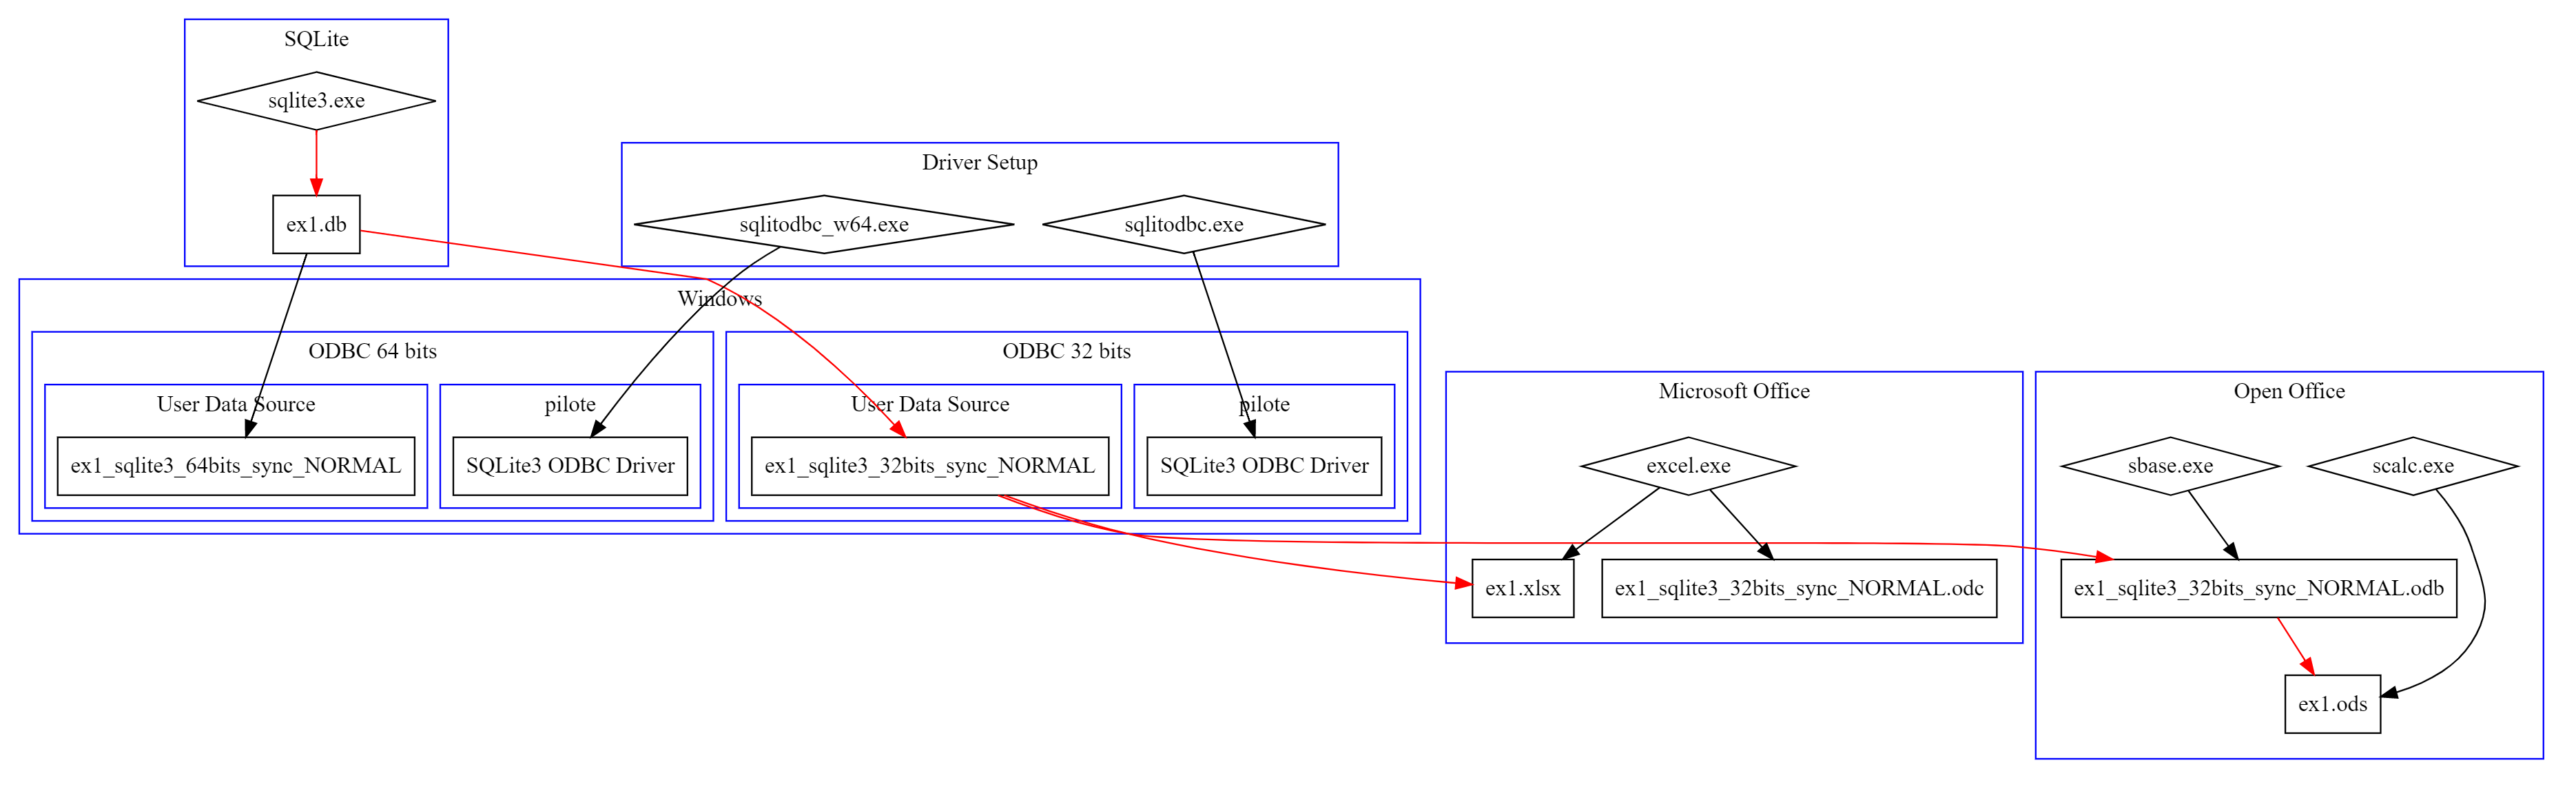 SQLite
sqlite3.exe
ex1.db
Driver Setup
sqlitodbc_w64.exe
sqlitodbc.exe
Windows
ODBC 64 bits
User Data Source
ex1_sqlite3_64bits_sync_NORMAL
pilote
SQLite3 ODBC Driver
ODBC 32 bits
User Data Source
ex1_sqlite3_32bits_sync_NORMAL
pilote
SQLite3 ODBC Driver
Microsoft Office
excel.exe
ex1.xlsx
ex1_sqlite3_32bits_sync_NORMAL.odc
Open Office
sbase.exe
scalc.exe
ex1_sqlite3_32bits_sync_NORMAL.odb
ex1.ods